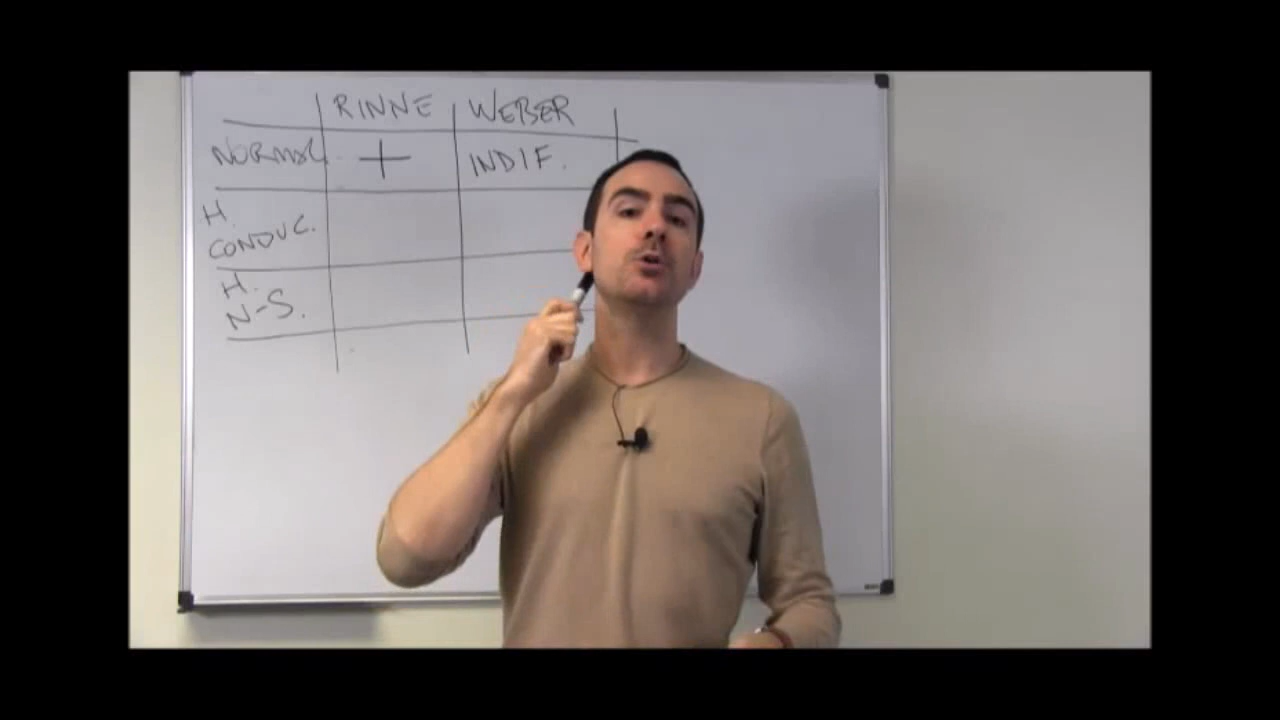 RINNE WEBER
NORMAL + INDIF.
H.
CONDUC.
H.
N-S.